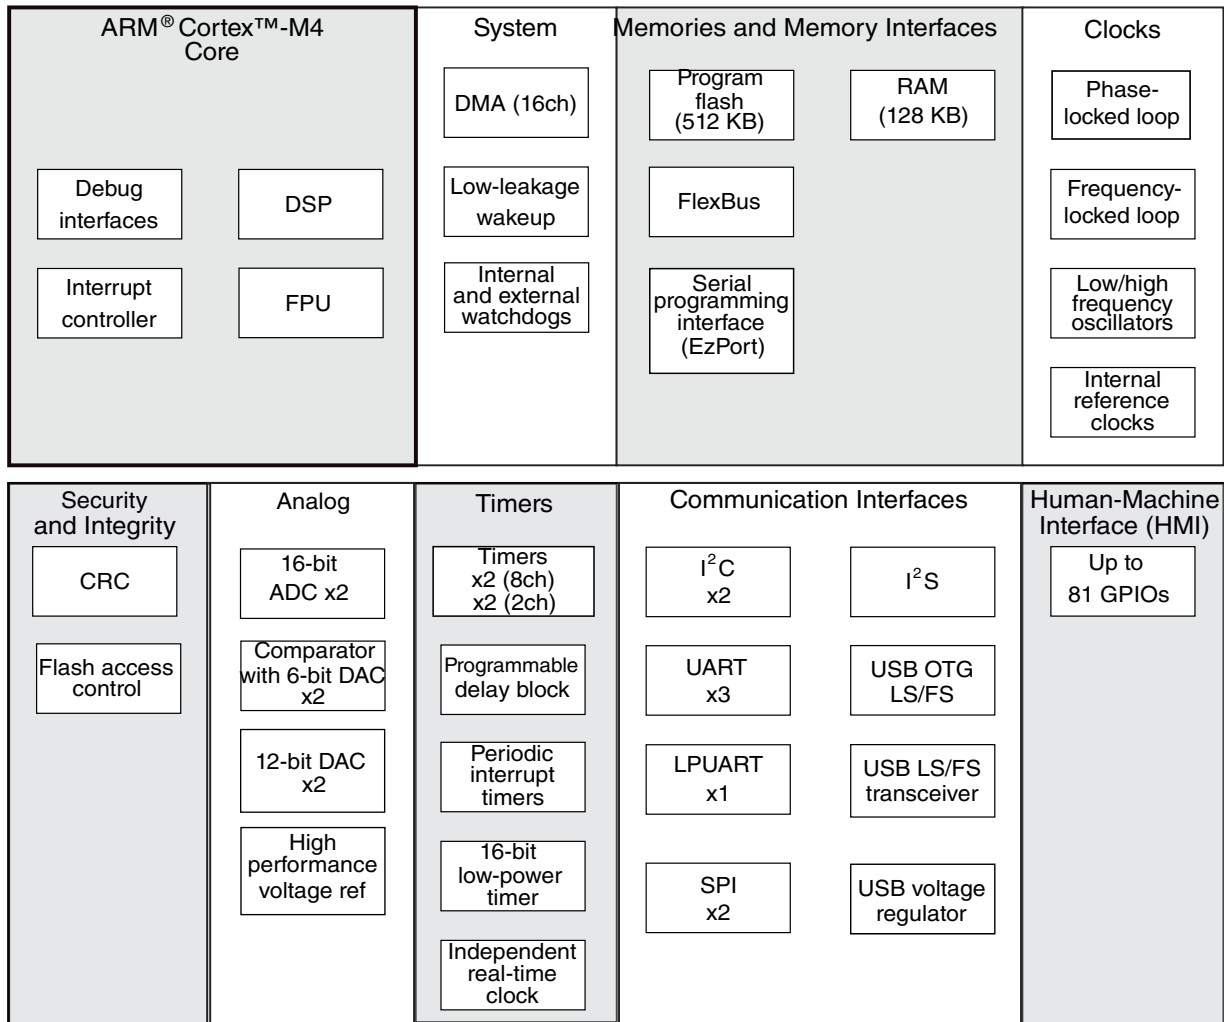 ARM® Cortex™-M4
Core
Debug
interfaces
DSP
Interrupt
controller
FPU
System
DMA (16ch)
Low-leakage
wakeup
Internal
and external
watchdogs
Memories and Memory Interfaces
Program
flash
(512 KB)
RAM
(128 KB)
FlexBus
Serial
programming
interface
(EzPort)
Clocks
Phase-
locked loop
Frequency-
locked loop
Low/high
frequency
oscillators
Internal
reference
clocks
Security
and Integrity
CRC
Flash access
control
Analog
16-bit
ADC x2
Comparator
with 6-bit DAC
x2
12-bit DAC
x2
High
performance
voltage ref
Timers
Timers
x2 (8ch)
x2 (2ch)
Programmable
delay block
Periodic
interrupt
timers
16-bit
low-power
timer
Independent
real-time
clock
Communication Interfaces
I²C
x2
I²S
UART
x3
USB OTG
LS/FS
LPUART
x1
USB LS/FS
transceiver
SPI
x2
USB voltage
regulator
Human-Machine
Interface (HMI)
Up to
81 GPIOs